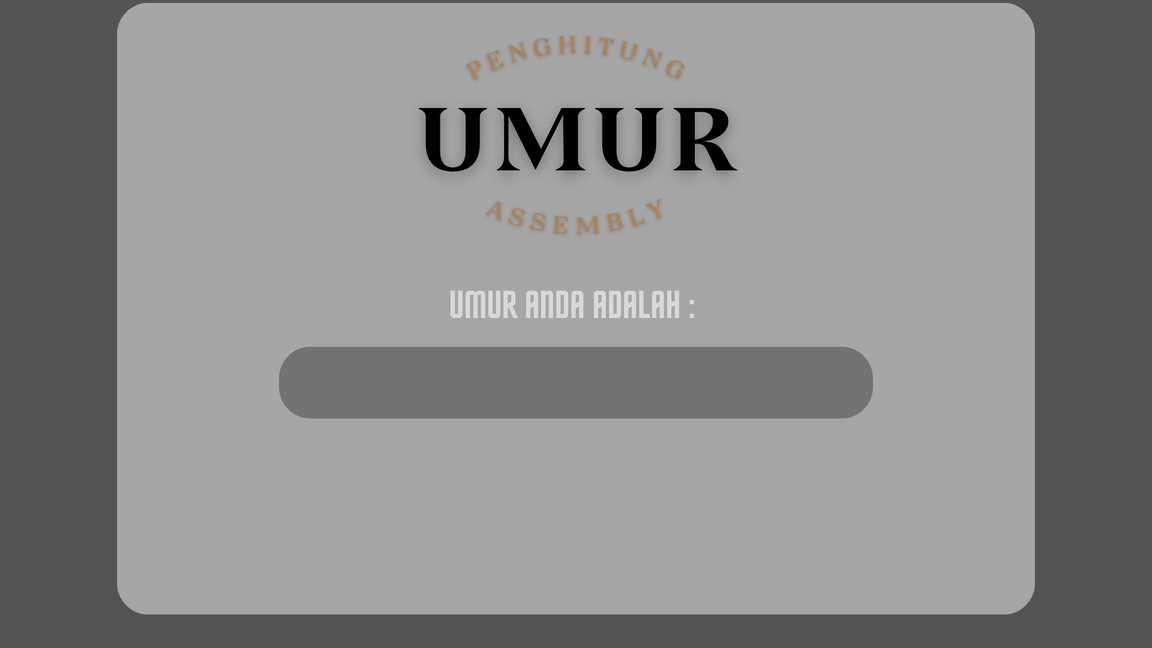 PENGHITUNG
UMUR
ASSEMBLY
UMUR ANDA ADALAH :